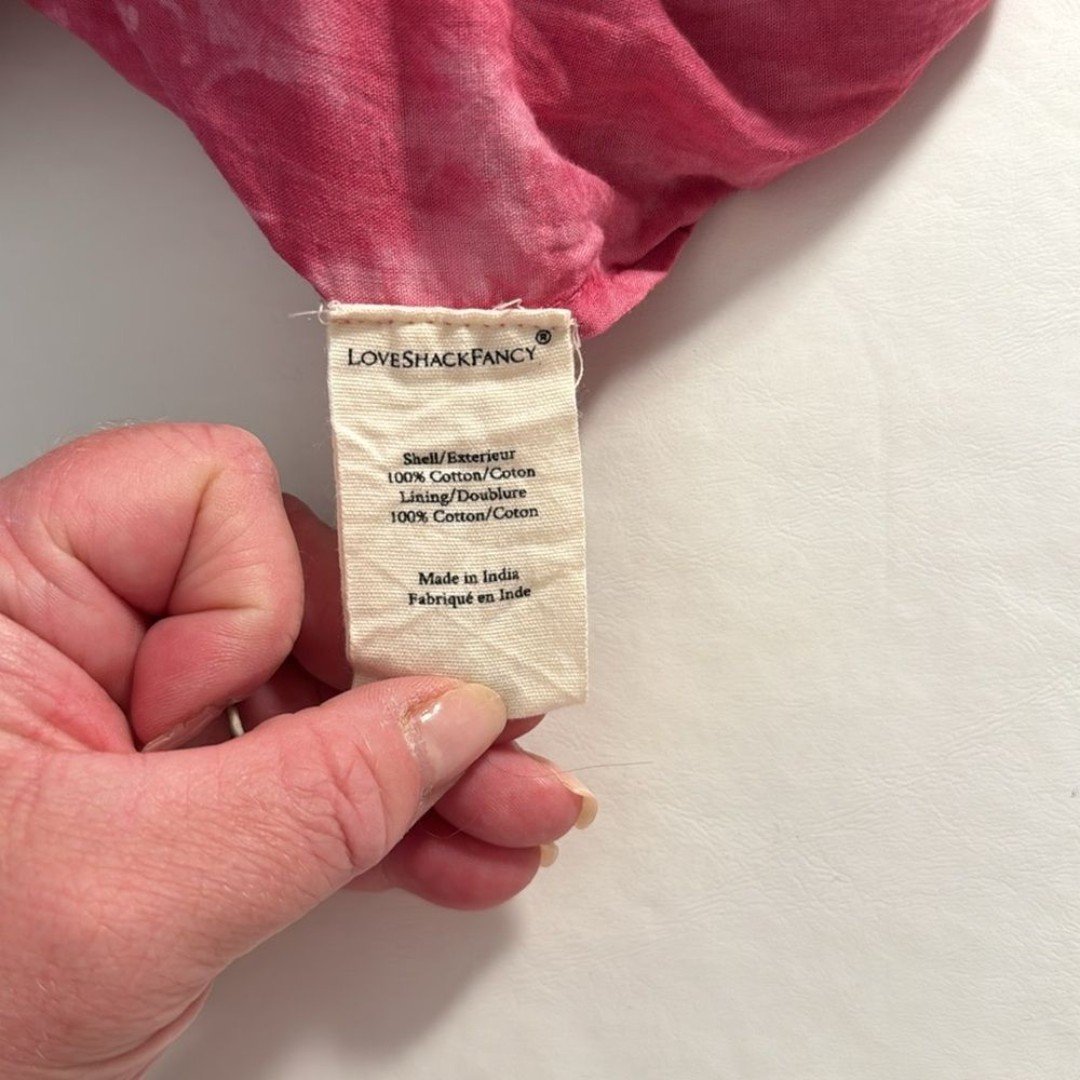 LOVESHACKFANCY®
Shell/Exterieur
100% Cotton/Coton
Lining/Doublure
100% Cotton/Coton
Made in India
Fabriqué en Inde